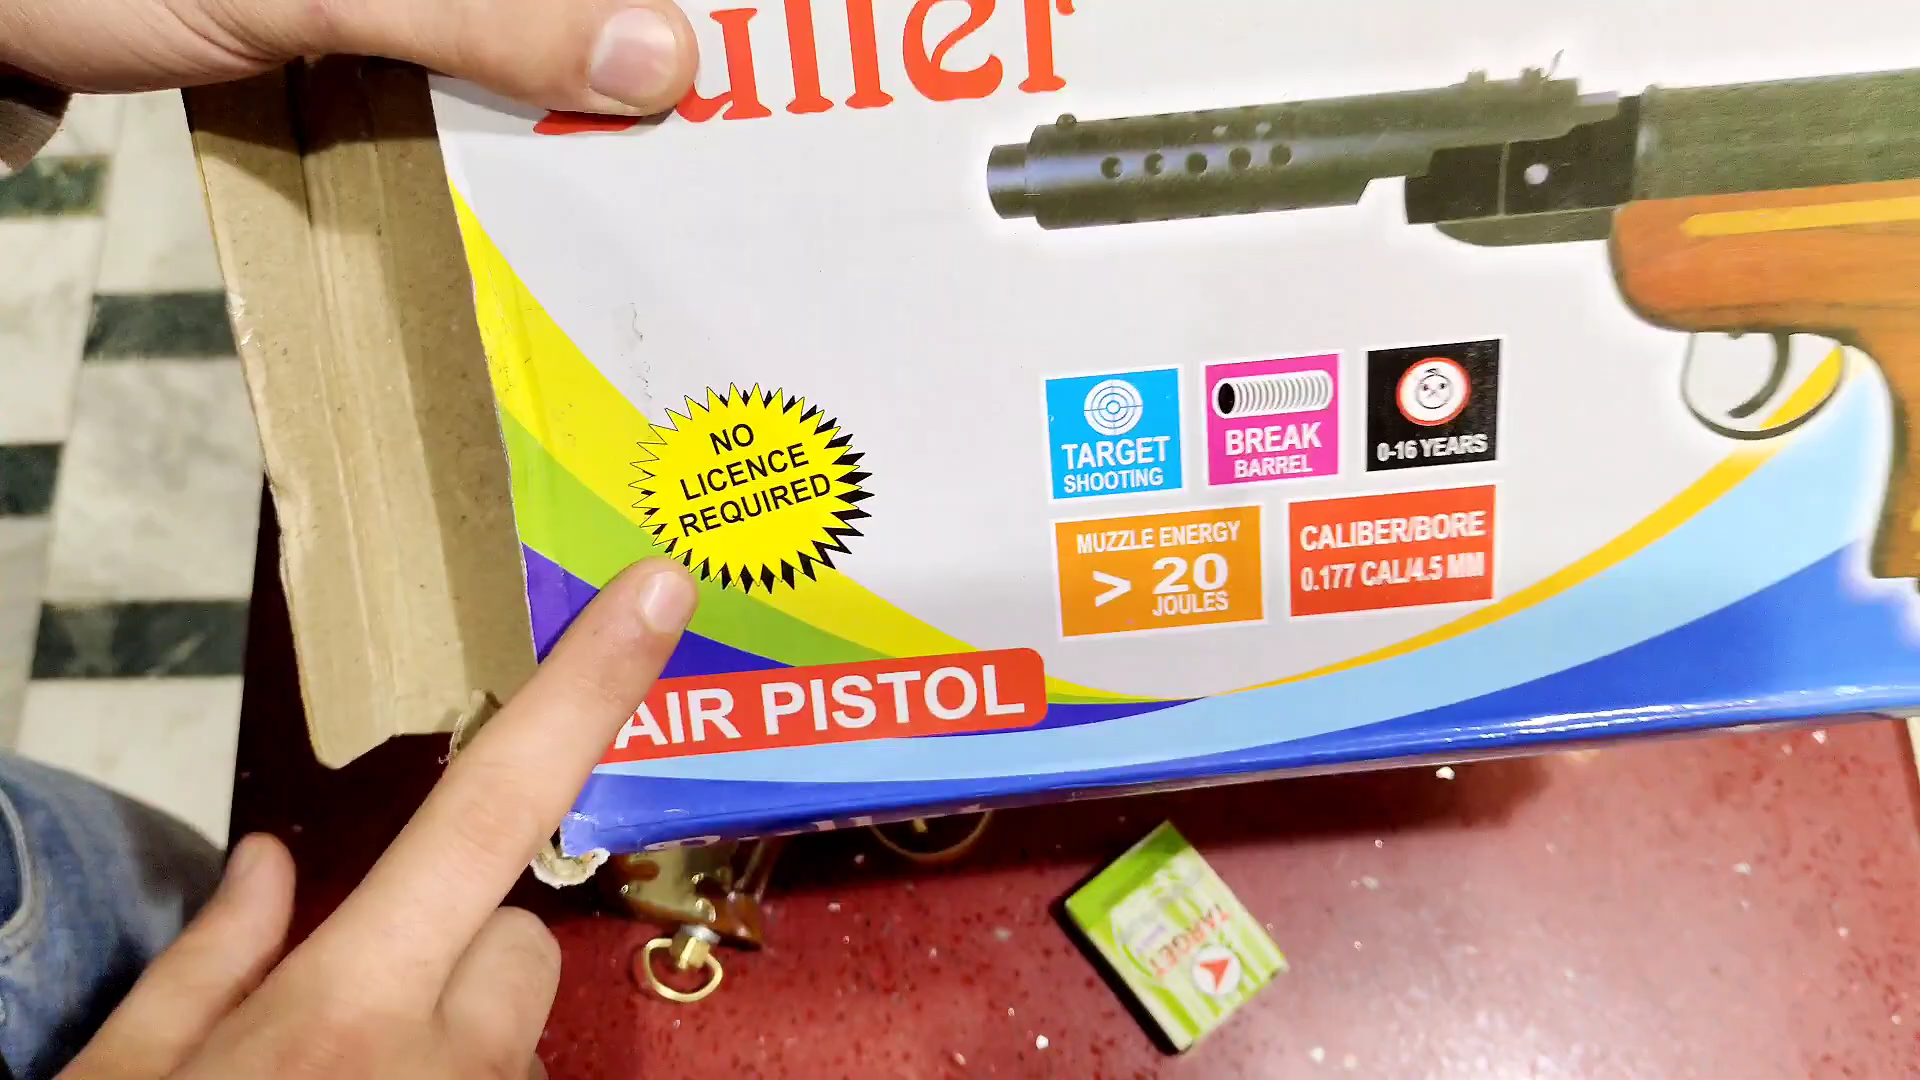 Bullet
NO
LICENCE
REQUIRED
TARGET
SHOOTING
BREAK
BARREL
0-16 YEARS
MUZZLE ENERGY
> 20
JOULES
CALIBER/BORE
0.177 CAL/4.5 MM
AIR PISTOL
TARGET